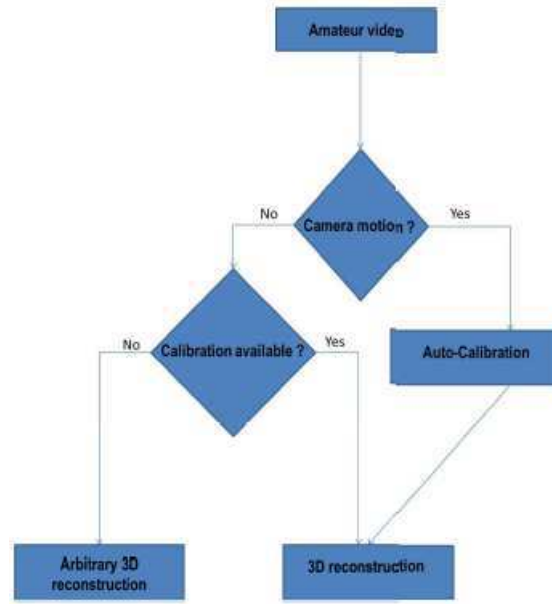 Amateur video
Camera motion ?
No
Yes
Calibration available ?
No
Yes
Auto-Calibration
Arbitrary 3D
reconstruction
3D reconstruction